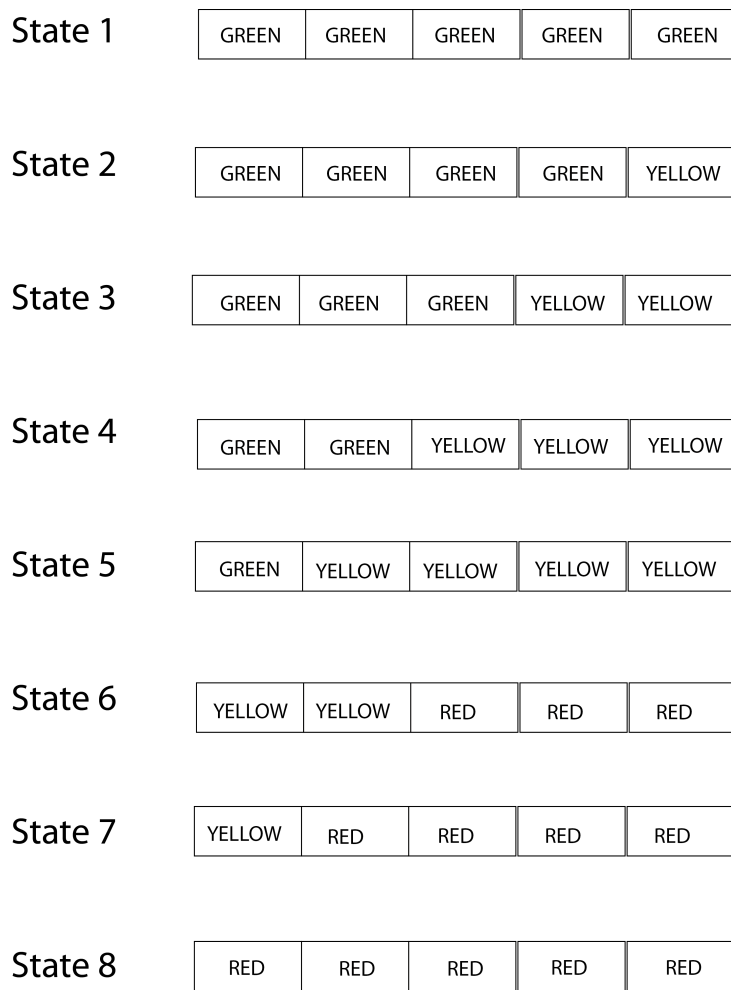 State 1 GREEN GREEN GREEN GREEN GREEN
State 2 GREEN GREEN GREEN GREEN YELLOW
State 3 GREEN GREEN GREEN YELLOW YELLOW
State 4 GREEN GREEN YELLOW YELLOW YELLOW
State 5 GREEN YELLOW YELLOW YELLOW YELLOW
State 6 YELLOW YELLOW RED RED RED
State 7 YELLOW RED RED RED RED
State 8 RED RED RED RED RED